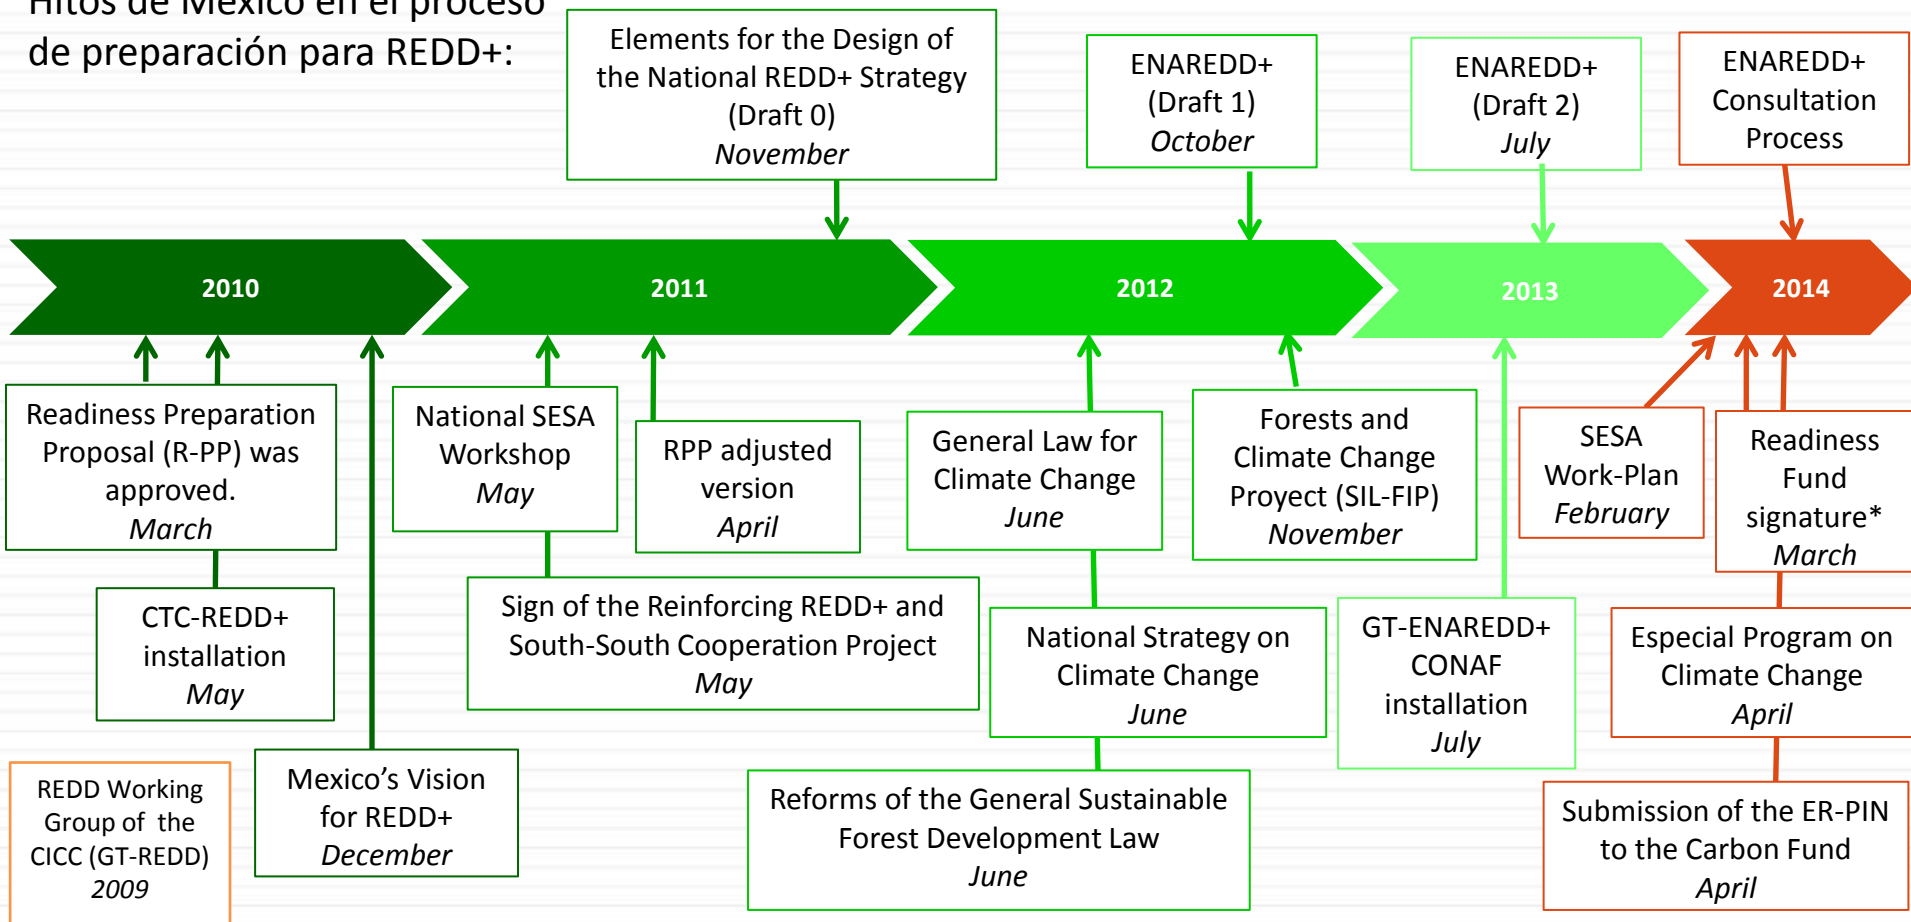 Hitos de México en el proceso
de preparación para REDD+:
Elements for the Design of
the National REDD+ Strategy
(Draft 0)
November
ENAREDD+
(Draft 1)
October
ENAREDD+
(Draft 2)
July
ENAREDD+
Consultation
Process
2010
2011
2012
2013
2014
Readiness Preparation
Proposal (R-PP) was
approved.
March
National SESA
Workshop
May
RPP adjusted
version
April
General Law for
Climate Change
June
Forests and
Climate Change
Proyect (SIL-FIP)
November
SESA
Work-Plan
February
Readiness
Fund
signature*
March
CTC-REDD+
installation
May
Sign of the Reinforcing REDD+ and
South-South Cooperation Project
May
National Strategy on
Climate Change
June
GT-ENAREDD+
CONAF
installation
July
Especial Program on
Climate Change
April
REDD Working
Group of the
CICC (GT-REDD)
2009
Mexico's Vision
for REDD+
December
Reforms of the General Sustainable
Forest Development Law
June
Submission of the ER-PIN
to the Carbon Fund
April